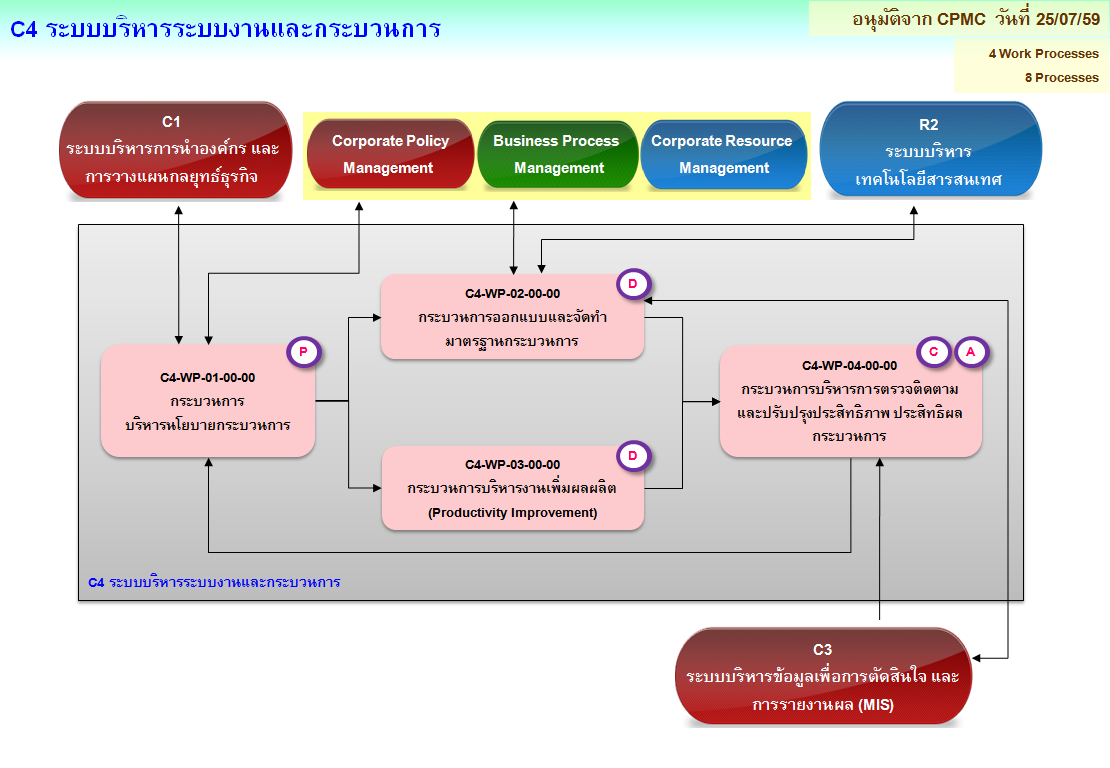 C4 ระบบบริหารระบบงานและกระบวนการ
อนุมัติจาก CPMC วันที่ 25/07/59
4 Work Processes
8 Processes
C1
ระบบบริหารการนำองค์กร และ
การวางแผนกลยุทธ์ธุรกิจ
Corporate Policy
Management
Business Process
Management
Corporate Resource
Management
R2
ระบบบริหาร
เทคโนโลยีสารสนเทศ
C4-WP-02-00-00
กระบวนการออกแบบและจัดทำ
มาตรฐานกระบวนการ
D
C4-WP-01-00-00
กระบวนการ
บริหารนโยบายกระบวนการ
P
C4-WP-04-00-00
กระบวนการบริหารการตรวจติดตาม
และปรับปรุงประสิทธิภาพ ประสิทธิผล
กระบวนการ
C
A
C4-WP-03-00-00
กระบวนการบริหารงานเพิ่มผลผลิต
(Productivity Improvement)
D
C4 ระบบบริหารระบบงานและกระบวนการ
C3
ระบบบริหารข้อมูลเพื่อการตัดสินใจ และ
การรายงานผล (MIS)